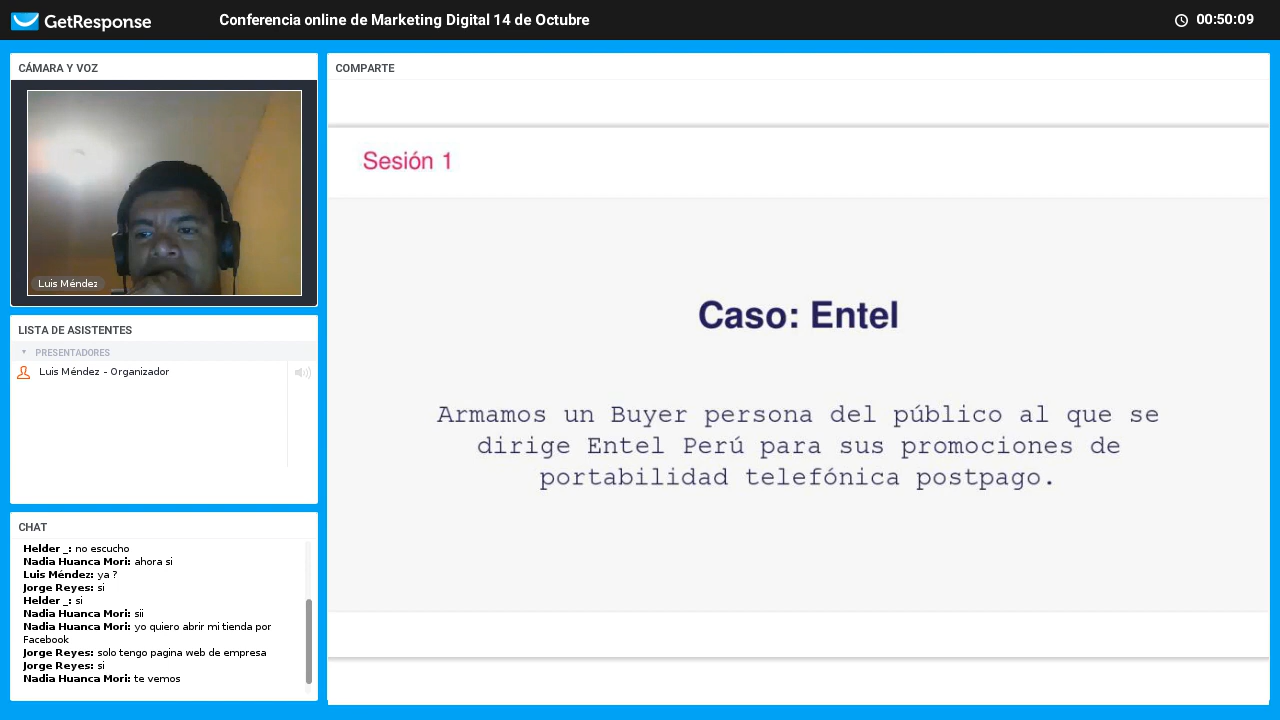 GetResponse
Conferencia online de Marketing Digital 14 de Octubre
00:50:09
CÁMARA Y VOZ
Luis Méndez
LISTA DE ASISTENTES
PRESENTADORES
Luis Méndez - Organizador
CHAT
Helder _: no escucho
Nadia Huanca Mori: ahora si
Luis Méndez: ya ?
Jorge Reyes: si
Helder _: si
Nadia Huanca Mori: sii
Nadia Huanca Mori: yo quiero abrir mi tienda por
Facebook
Jorge Reyes: solo tengo pagina web de empresa
Jorge Reyes: si
Nadia Huanca Mori: te vemos
COMPARTE
Sesión 1
Caso: Entel
Armamos un Buyer persona del público al que se
dirige Entel Perú para sus promociones de
portabilidad telefónica postpago.